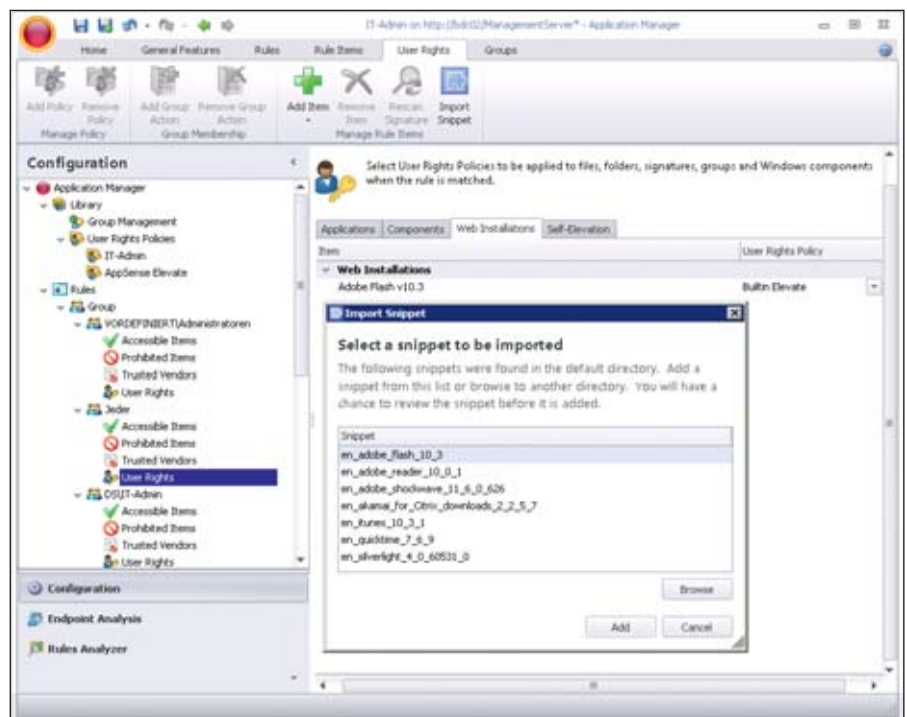 IT-Admin on http://bdc02/ManagementServer* - Application Manager
Home General Features Rules Rule Items User Rights Groups
Add Policy Remove Policy
Manage Policy
Add Group Action Remove Group Action
Group Membership
Add Item Remove Item Rescan Signature Import Snippet
Manage Rule Items
Configuration
Application Manager
Library
Group Management
User Rights Policies
IT-Admin
AppSense Elevate
Rules
Group
VORDEFINIERT\Administratoren
Accessible Items
Prohibited Items
Trusted Vendors
User Rights
Jeder
Accessible Items
Prohibited Items
Trusted Vendors
User Rights
DSI\IT-Admin
Accessible Items
Prohibited Items
Trusted Vendors
User Rights
Configuration
Endpoint Analysis
Rules Analyzer
Select User Rights Policies to be applied to files, folders, signatures, groups and Windows components
when the rule is matched.
Applications Components Web Installations Self-Elevation
Item User Rights Policy
Web Installations
Adobe Flash v10.3 Builtin Elevate
Import Snippet
Select a snippet to be imported
The following snippets were found in the default directory. Add a
snippet from this list or browse to another directory. You will have a
chance to review the snippet before it is added.
Snippet
en_adobe_flash_10_3
en_adobe_reader_10_0_1
en_adobe_shockwave_11_6_0_626
en_akamai_for_Citrix_downloads_2_2_5_7
en_itunes_10_3_1
en_quicktime_7_6_9
en_silverlight_4_0_60531_0
Browse
Add Cancel